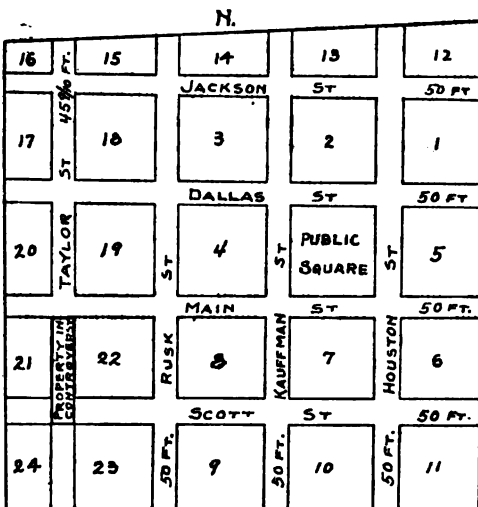 N.
16 15 14 13 12
JACKSON ST 50 FT
17 18 3 2 1
DALLAS ST 50 FT
20 19 4 PUBLIC SQUARE 5
MAIN ST 50 FT.
21 22 8 7 6
SCOTT ST 50 FT.
24 23 9 10 11
TAYLOR ST FT.
PROPERTY IN CONTROVERSY
50 FT. RUSK ST
50 FT. KAUFFMAN ST
50 FT. HOUSTON ST